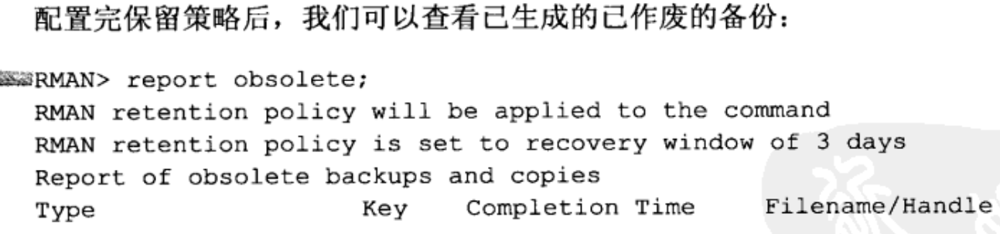 配置完保留策略后，我们可以查看已生成的已作废的备份：
RMAN> report obsolete;
RMAN retention policy will be applied to the command
RMAN retention policy is set to recovery window of 3 days
Report of obsolete backups and copies
Type Key Completion Time Filename/Handle